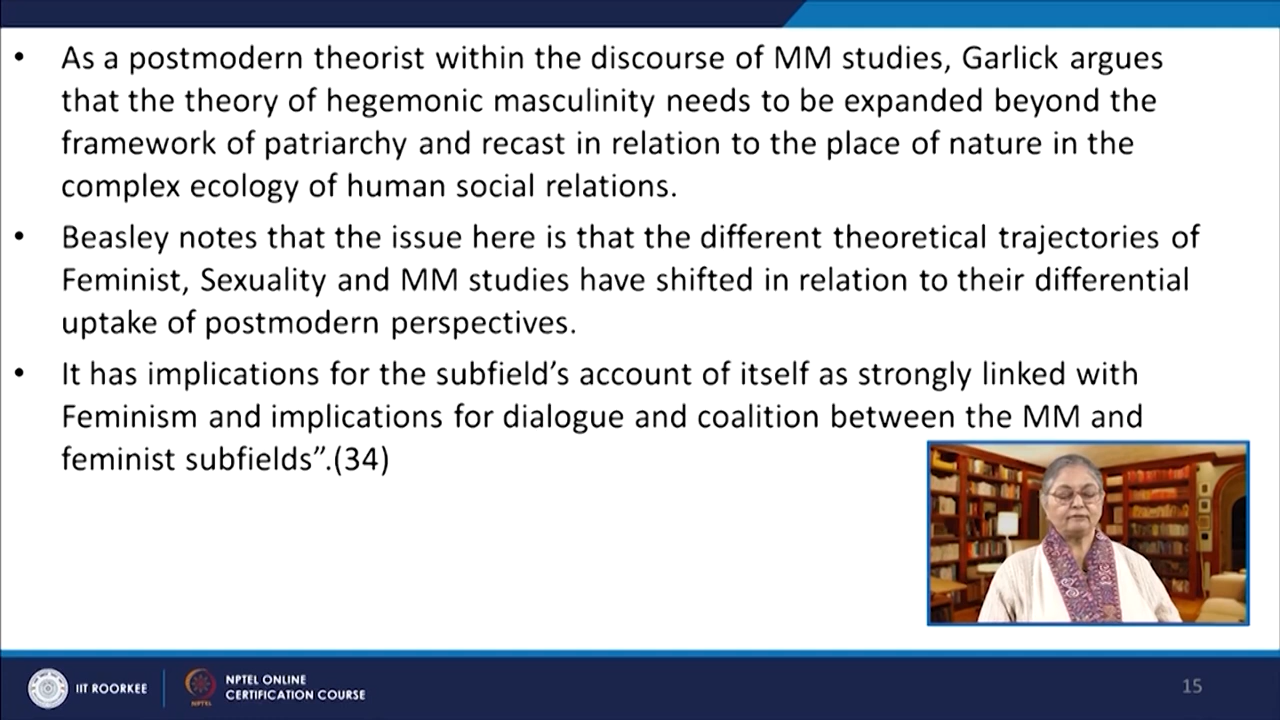 • As a postmodern theorist within the discourse of MM studies, Garlick argues
that the theory of hegemonic masculinity needs to be expanded beyond the
framework of patriarchy and recast in relation to the place of nature in the
complex ecology of human social relations.
• Beasley notes that the issue here is that the different theoretical trajectories of
Feminist, Sexuality and MM studies have shifted in relation to their differential
uptake of postmodern perspectives.
• It has implications for the subfield’s account of itself as strongly linked with
Feminism and implications for dialogue and coalition between the MM and
feminist subfields”.(34)
IIT ROORKEE
NPTEL
NPTEL ONLINE
CERTIFICATION COURSE
15